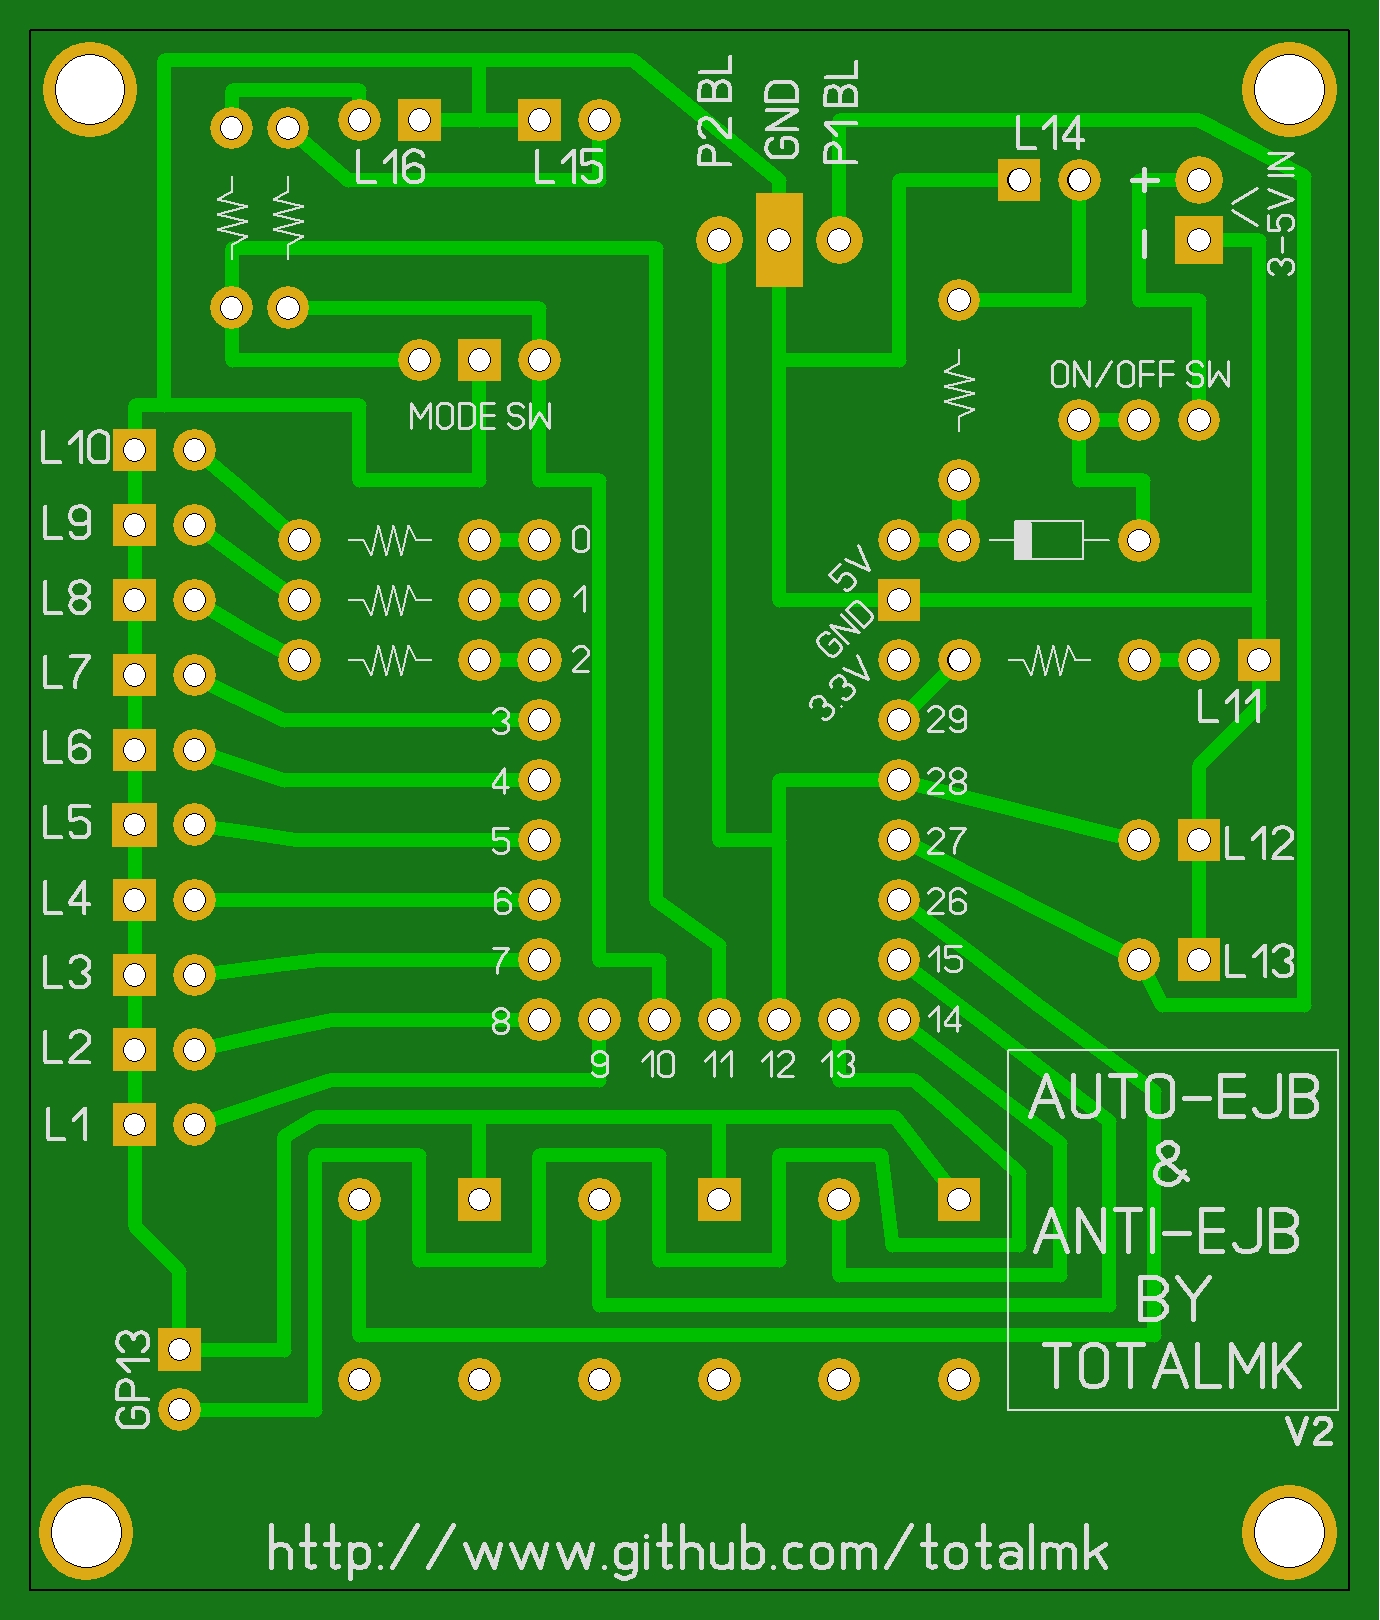 P2 BL
GND
P1 BL
L16
L15
L14
+
-
3-5V IN
>
MODE SW
ON/OFF SW
L10
L9
L8
L7
L6
L5
L4
L3
L2
L1
0
1
2
3
4
5
6
7
8
9
10
11
12
13
5V
GND
3.3V
29
28
27
26
15
14
L11
L12
L13
GP13
AUTO-EJB
&
ANTI-EJB
BY
TOTALMK
V2
http://www.github.com/totalmk